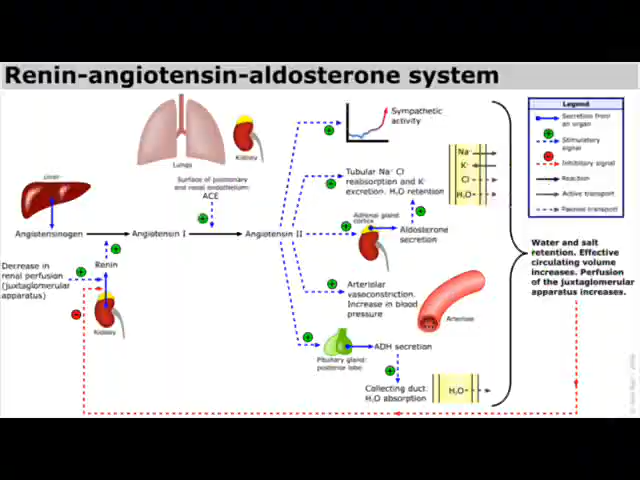 Renin-angiotensin-aldosterone system
Legend
Secretion from
an organ
Stimulatory
signal
Inhibitory signal
Reaction
Active transport
Passive transport
Lungs
Kidney
Surface of pulmonary
and renal endothelium:
ACE
Liver
Angiotensinogen
Angiotensin I
Angiotensin II
Decrease in
renal perfusion
(juxtaglomerular
apparatus)
Renin
Kidney
Sympathetic
activity
Tubular Na⁺ Cl⁻
reabsorption and K⁺
excretion. H₂O retention
Na⁺
K⁺
Cl⁻
H₂O
Adrenal gland:
cortex
Aldosterone
secretion
Arteriolar
vasoconstriction.
Increase in blood
pressure
Arteriole
Pituitary gland:
posterior lobe
ADH secretion
Collecting duct:
H₂O absorption
H₂O
Water and salt
retention. Effective
circulating volume
increases. Perfusion
of the juxtaglomerular
apparatus increases.